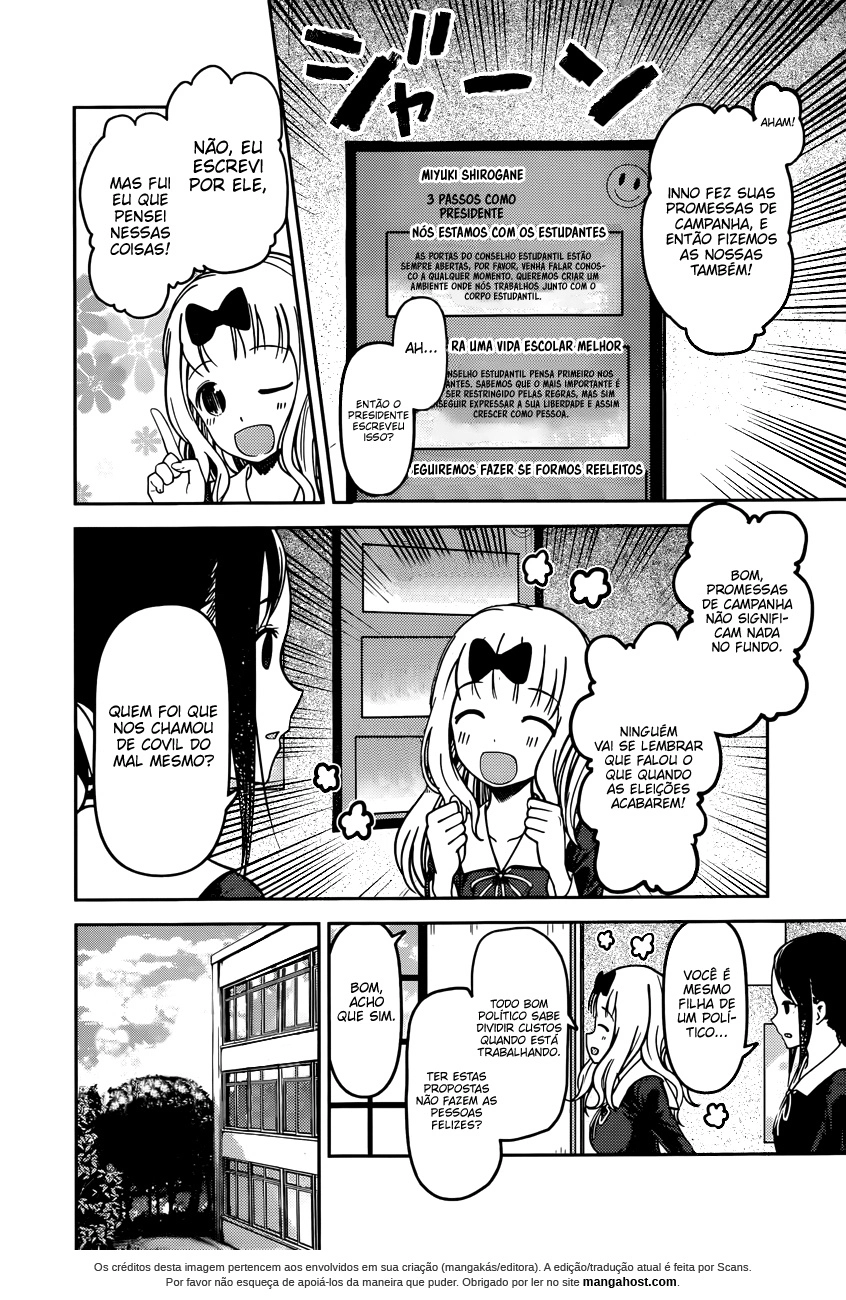 ジャーン
AHAM!
INNO FEZ SUAS
PROMESSAS DE
CAMPANHA, E
ENTÃO FIZEMOS
AS NOSSAS
TAMBÉM!
MIYUKI SHIROGANE
3 PASSOS COMO
PRESIDENTE
NÓS ESTAMOS COM OS ESTUDANTES
AS PORTAS DO CONSELHO ESTUDANTIL ESTÃO
SEMPRE ABERTAS, POR FAVOR, VENHA FALAR CONOS-
CO A QUALQUER MOMENTO. QUEREMOS CRIAR UM
AMBIENTE ONDE NÓS TRABALHOS JUNTO COM O
CORPO ESTUDANTIL.
RA UMA VIDA ESCOLAR MELHOR
ONSELHO ESTUDANTIL PENSA PRIMEIRO NOS
ANTES. SABEMOS QUE O MAIS IMPORTANTE É
SER RESTRINGIDO PELAS REGRAS, MAS SIM
SEGUIR EXPRESSAR A SUA LIBERDADE E ASSIM
CRESCER COMO PESSOA.
EGUIREMOS FAZER SE FORMOS REELEITOS
AH...
ENTÃO O
PRESIDENTE
ESCREVEU
ISSO?
NÃO, EU
ESCREVI
POR ELE,
MAS FUI
EU QUE
PENSEI
NESSAS
COISAS!
BOM,
PROMESSAS
DE CAMPANHA
NÃO SIGNIFI-
CAM NADA
NO FUNDO.
NINGUÉM
VAI SE LEMBRAR
QUE FALOU O
QUE QUANDO
AS ELEIÇÕES
ACABAREM!
QUEM FOI QUE
NOS CHAMOU
DE COVIL DO
MAL MESMO?
VOCÊ É
MESMO
FILHA DE
UM POLÍ-
TICO...
TODO BOM
POLÍTICO SABE
DIVIDIR CUSTOS
QUANDO ESTÁ
TRABALHANDO.
TER ESTAS
PROPOSTAS
NÃO FAZEM AS
PESSOAS
FELIZES?
BOM,
ACHO
QUE SIM.
Os créditos desta imagem pertencem aos envolvidos em sua criação (mangakás/editora). A edição/tradução atual é feita por Scans.
Por favor não esqueça de apoiá-los da maneira que puder. Obrigado por ler no site mangahost.com.